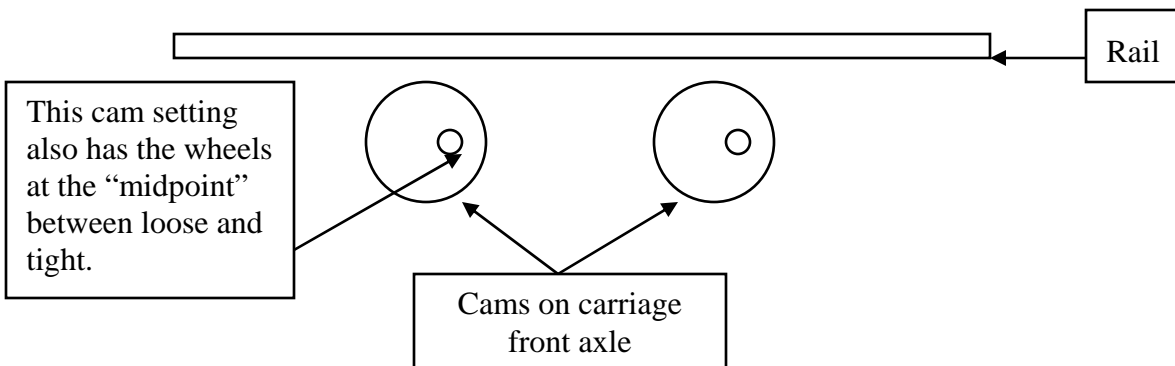 Rail
This cam setting
also has the wheels
at the “midpoint”
between loose and
tight.
Cams on carriage
front axle